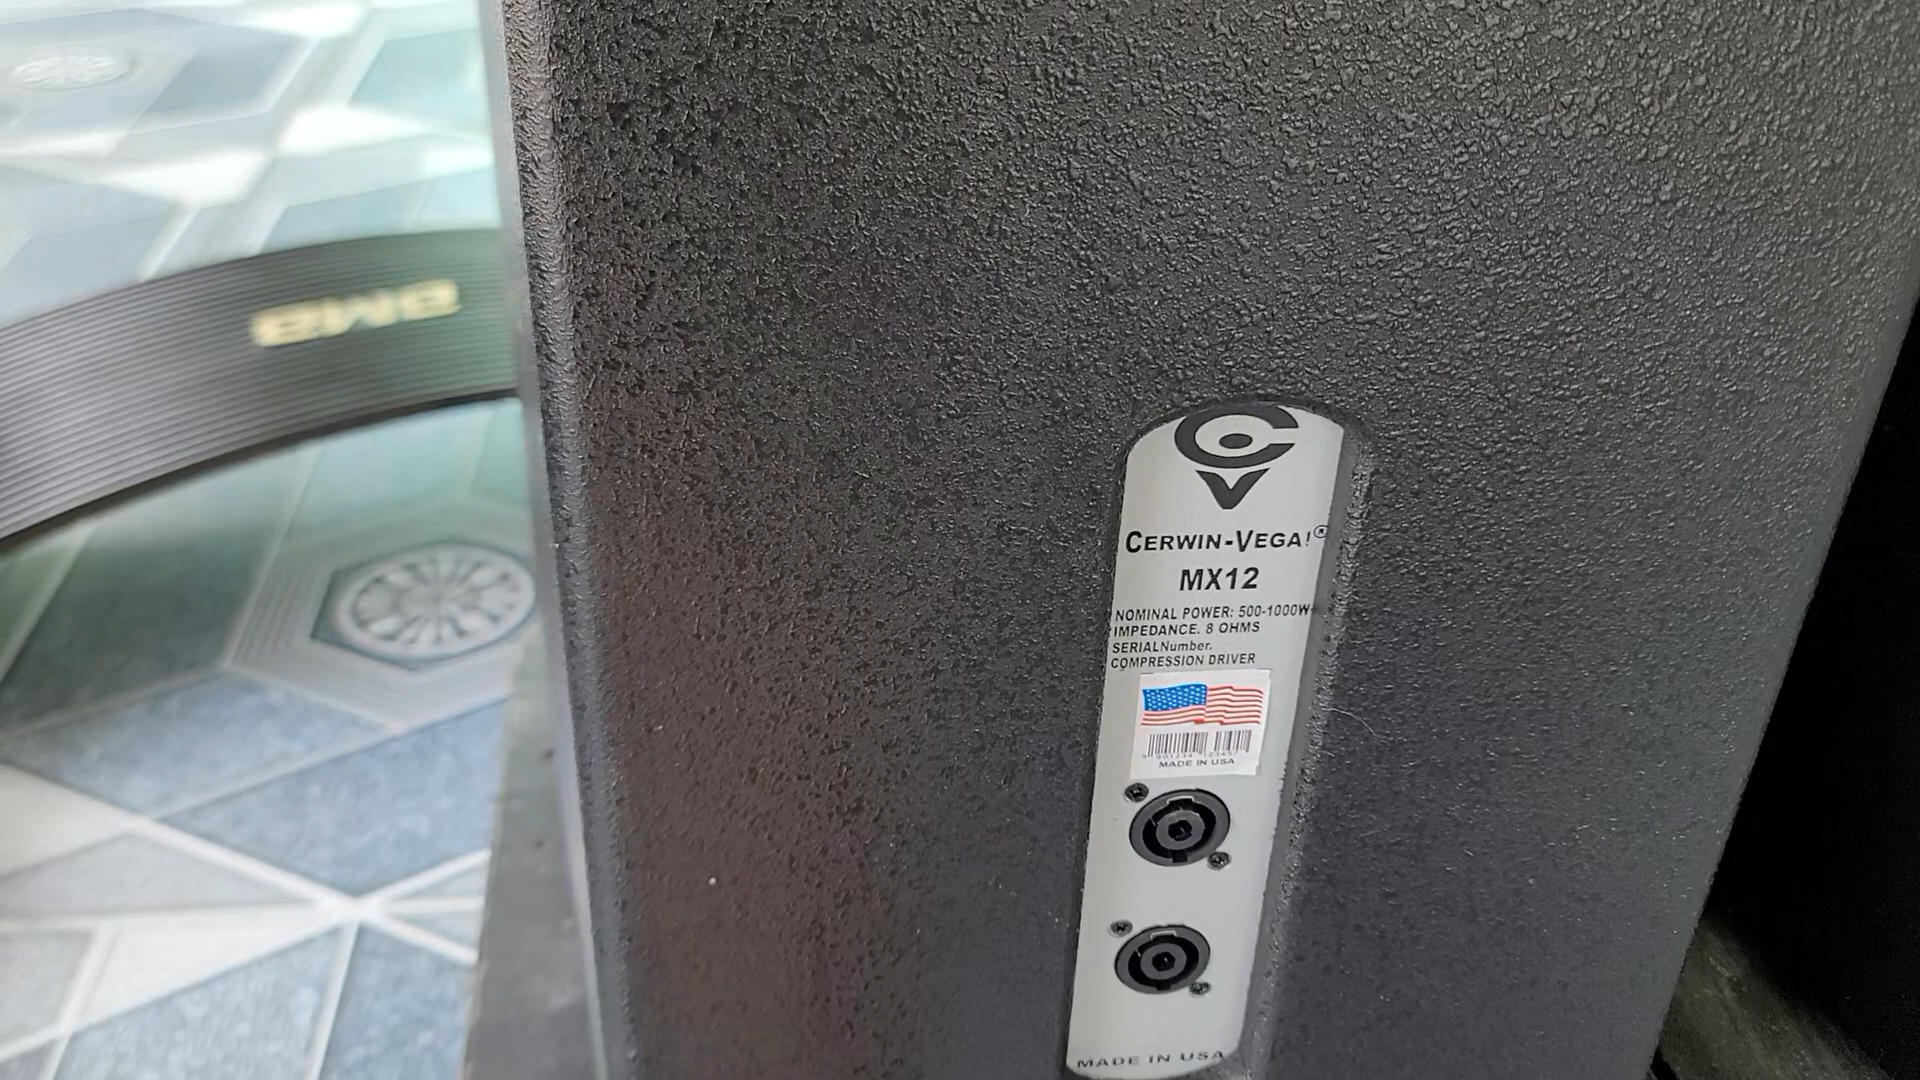 BMB
CERWIN-VEGA!®
MX12
NOMINAL POWER: 500-1000W
IMPEDANCE. 8 OHMS
SERIALNumber.
COMPRESSION DRIVER
MADE IN USA
MADE IN USA